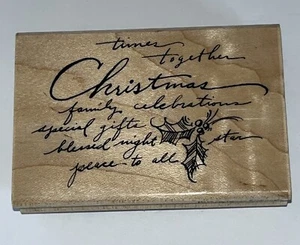 times together
Christmas
family celebrations
special gifts
blessed night star
peace to all